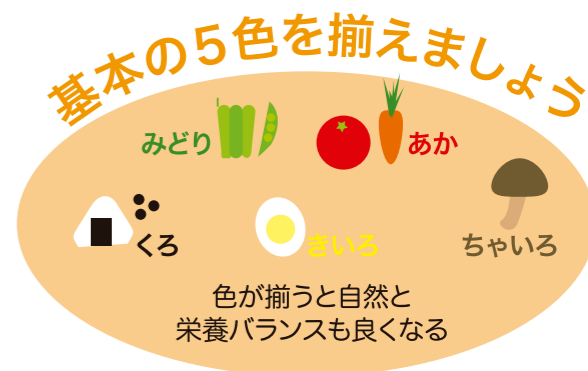 基本の5色を揃えましょう
みどり
あか
くろ
きいろ
ちゃいろ
色が揃うと自然と
栄養バランスも良くなる